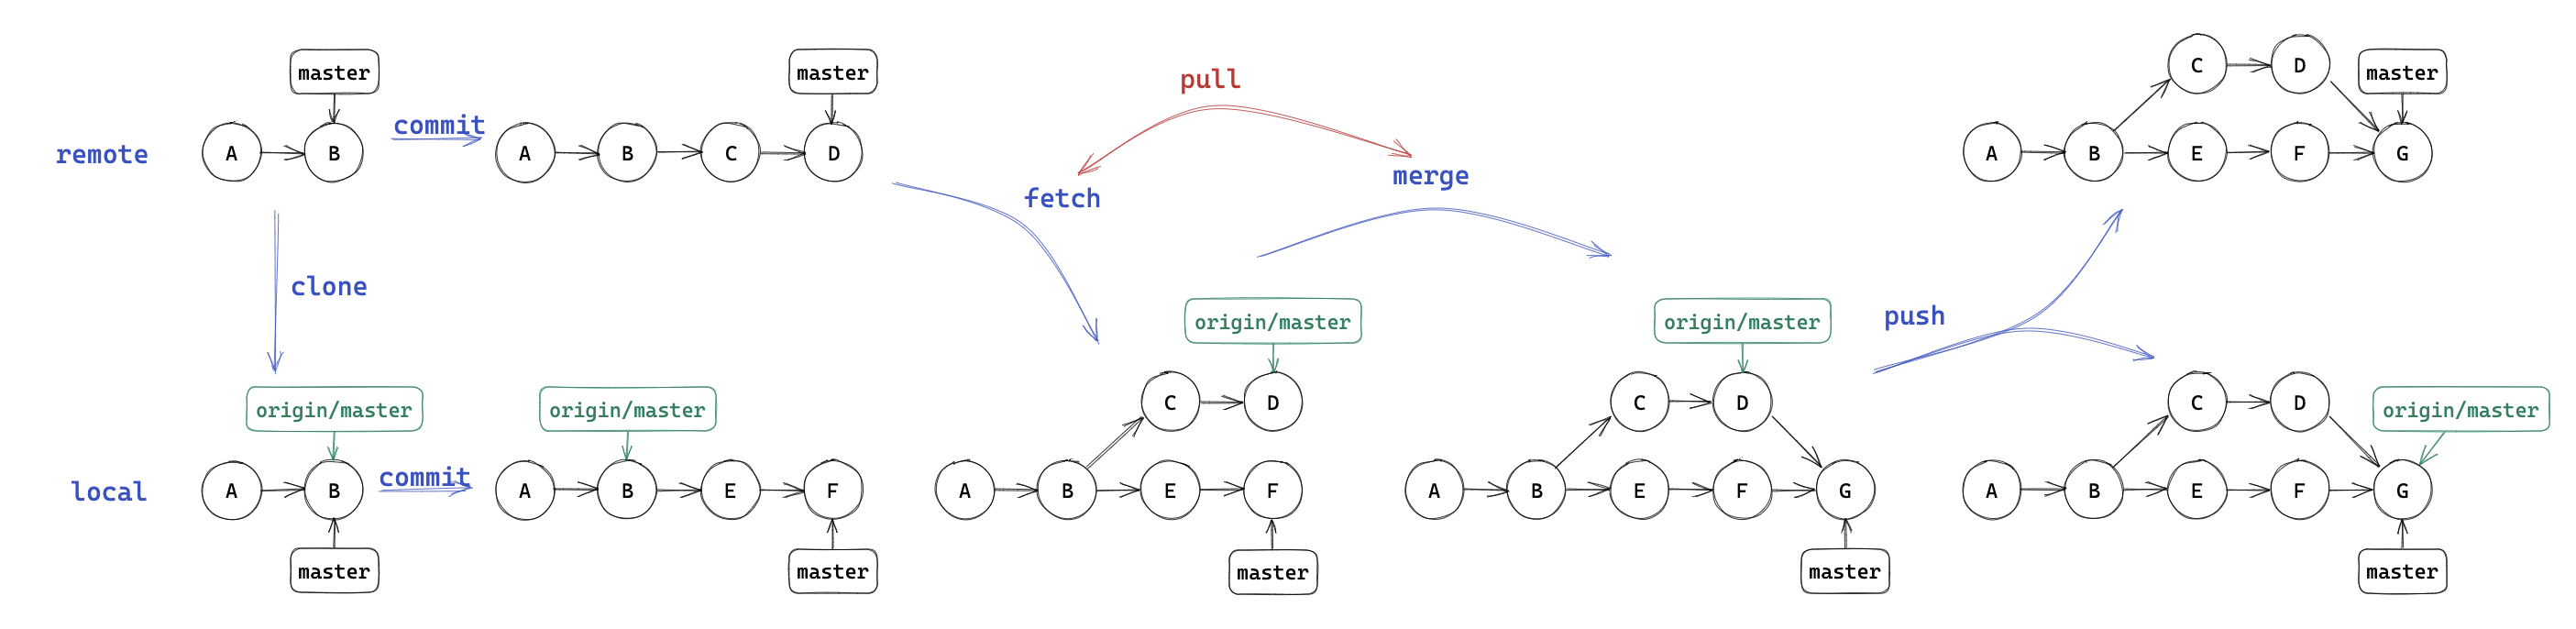 master
A
B
remote
commit
master
A
B
C
D
pull
fetch
merge
C
D
master
A
B
E
F
G
clone
origin/master
A
B
local
master
commit
origin/master
A
B
E
F
master
origin/master
C
D
A
B
E
F
master
origin/master
C
D
A
B
E
F
G
master
push
C
D
origin/master
A
B
E
F
G
master